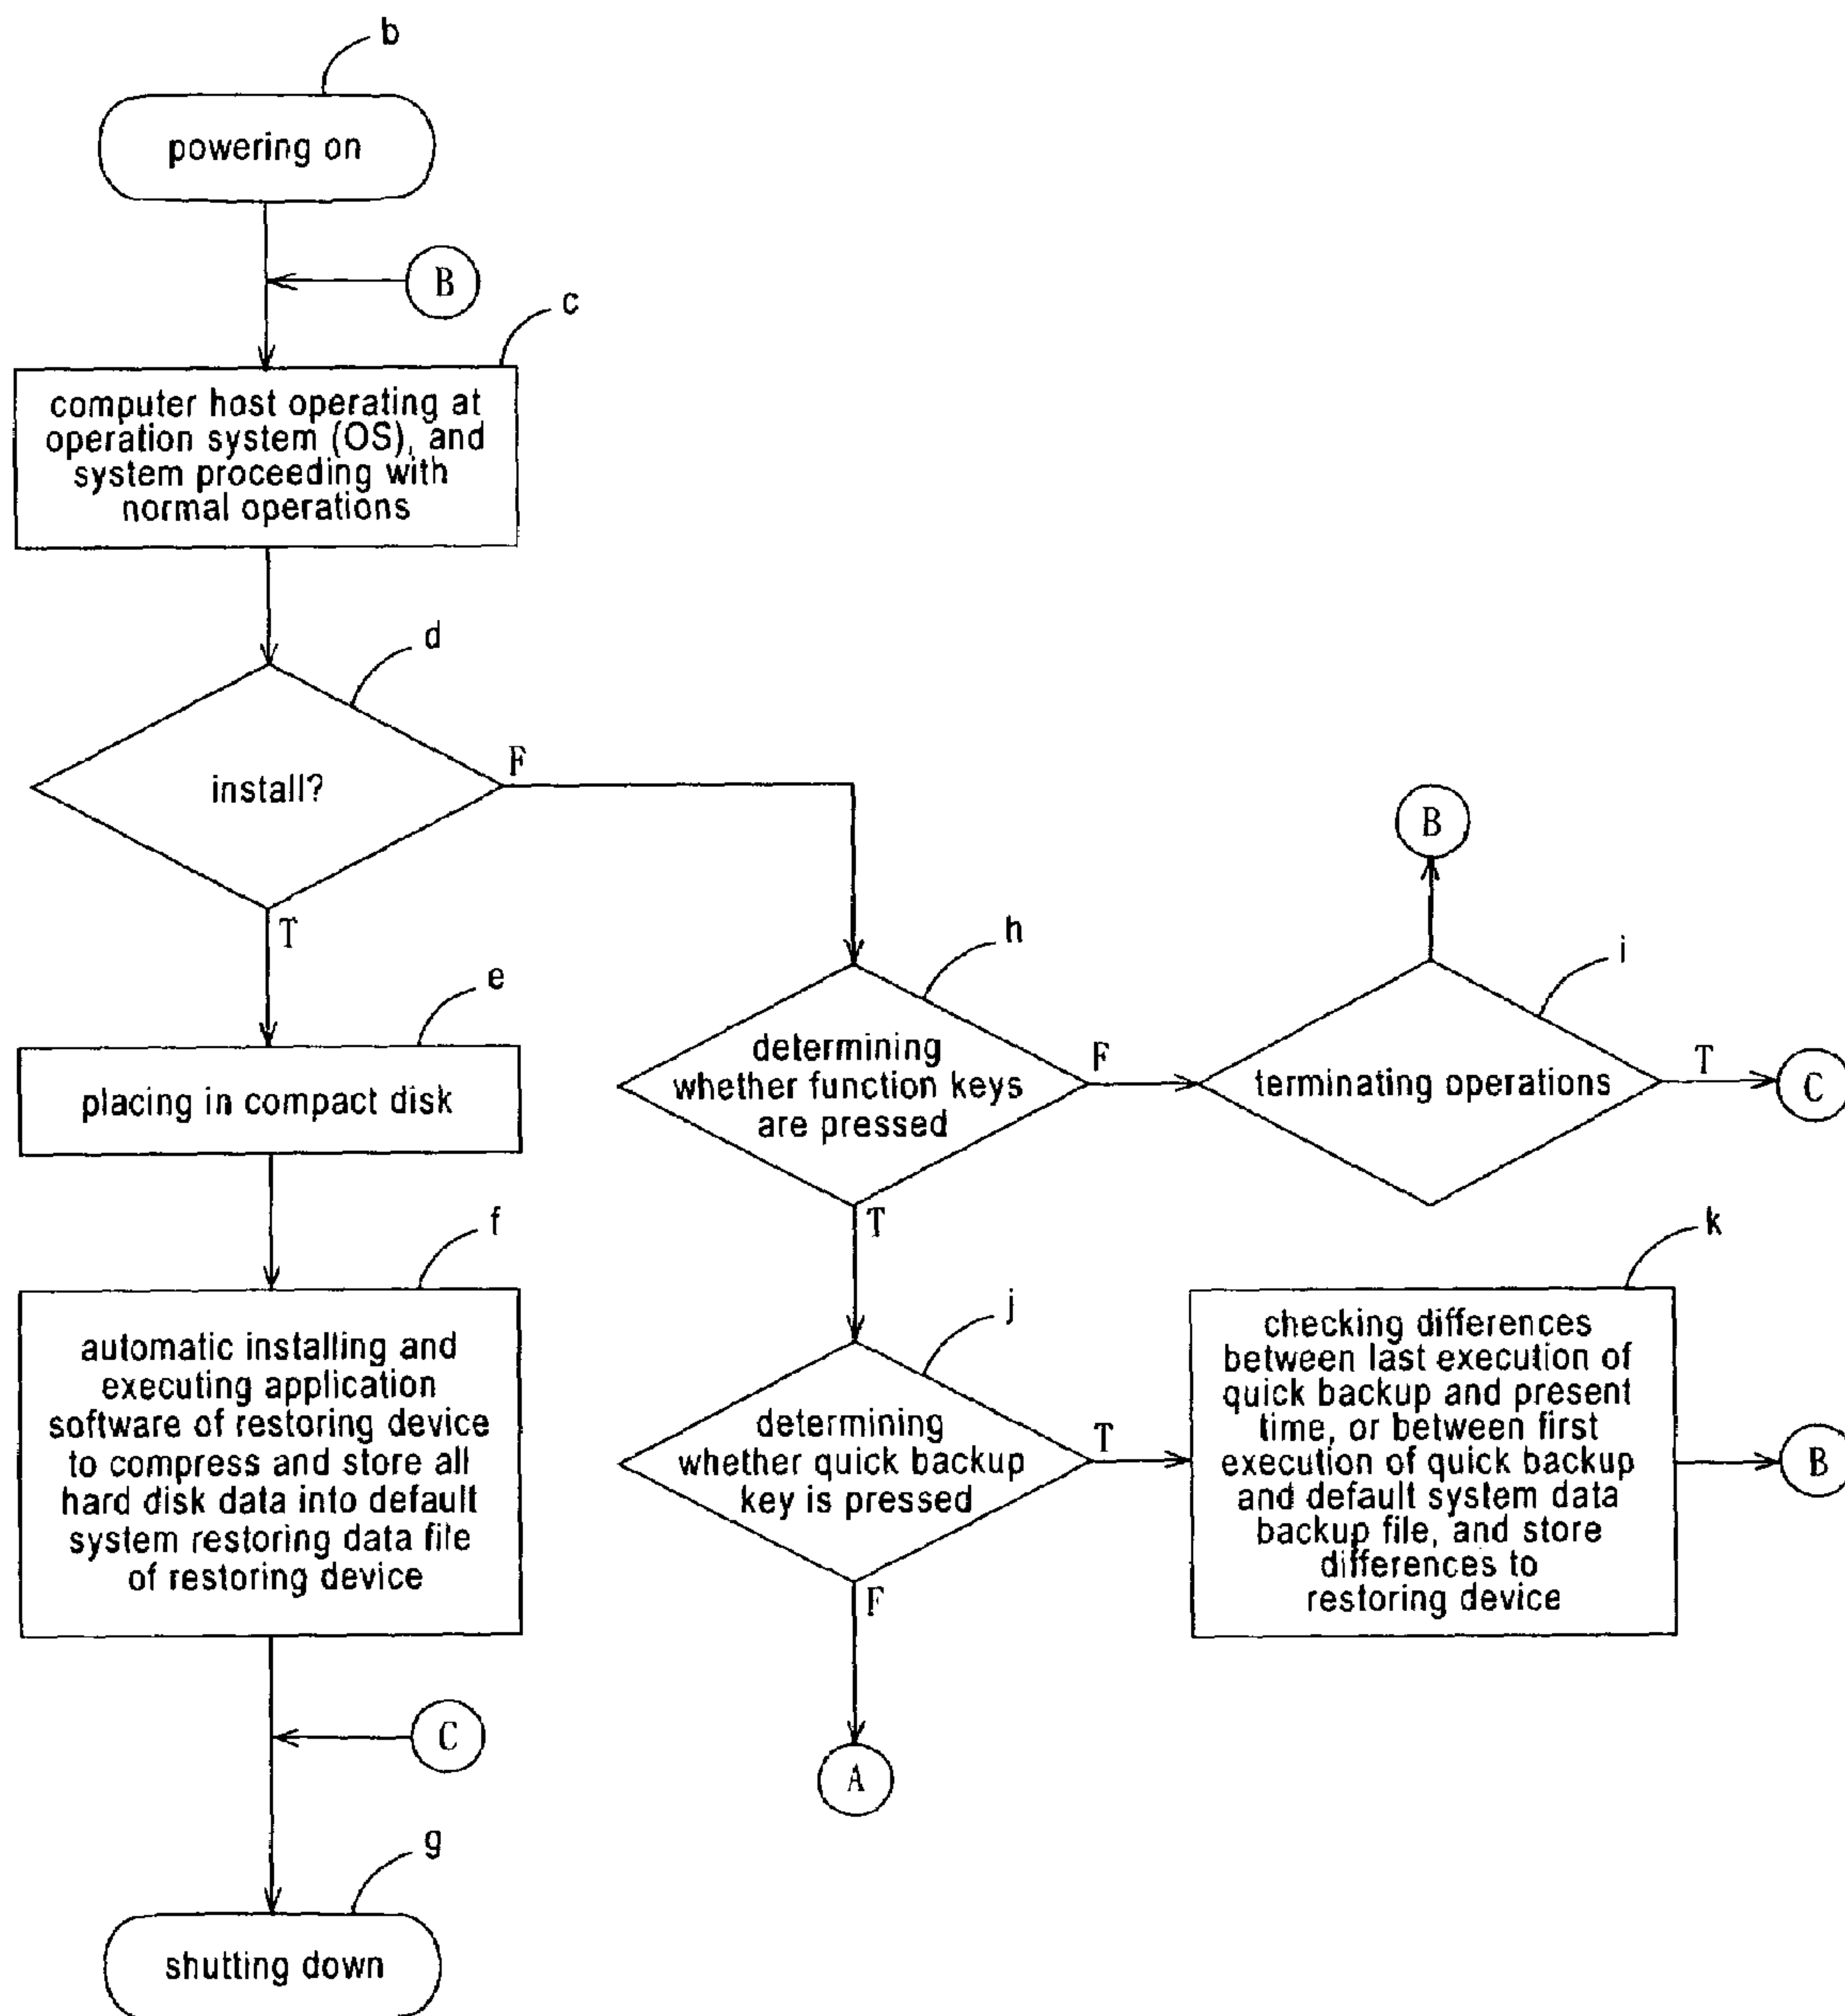 b
powering on
B
c
computer host operating at
operation system (OS), and
system proceeding with
normal operations
d
install?
F
T
e
placing in compact disk
f
automatic installing and
executing application
software of restoring device
to compress and store all
hard disk data into default
system restoring data file
of restoring device
C
g
shutting down
h
determining
whether function keys
are pressed
F
T
B
i
terminating operations
T
C
j
determining
whether quick backup
key is pressed
T
F
A
k
checking differences
between last execution of
quick backup and present
time, or between first
execution of quick backup
and default system data
backup file, and store
differences to
restoring device
B